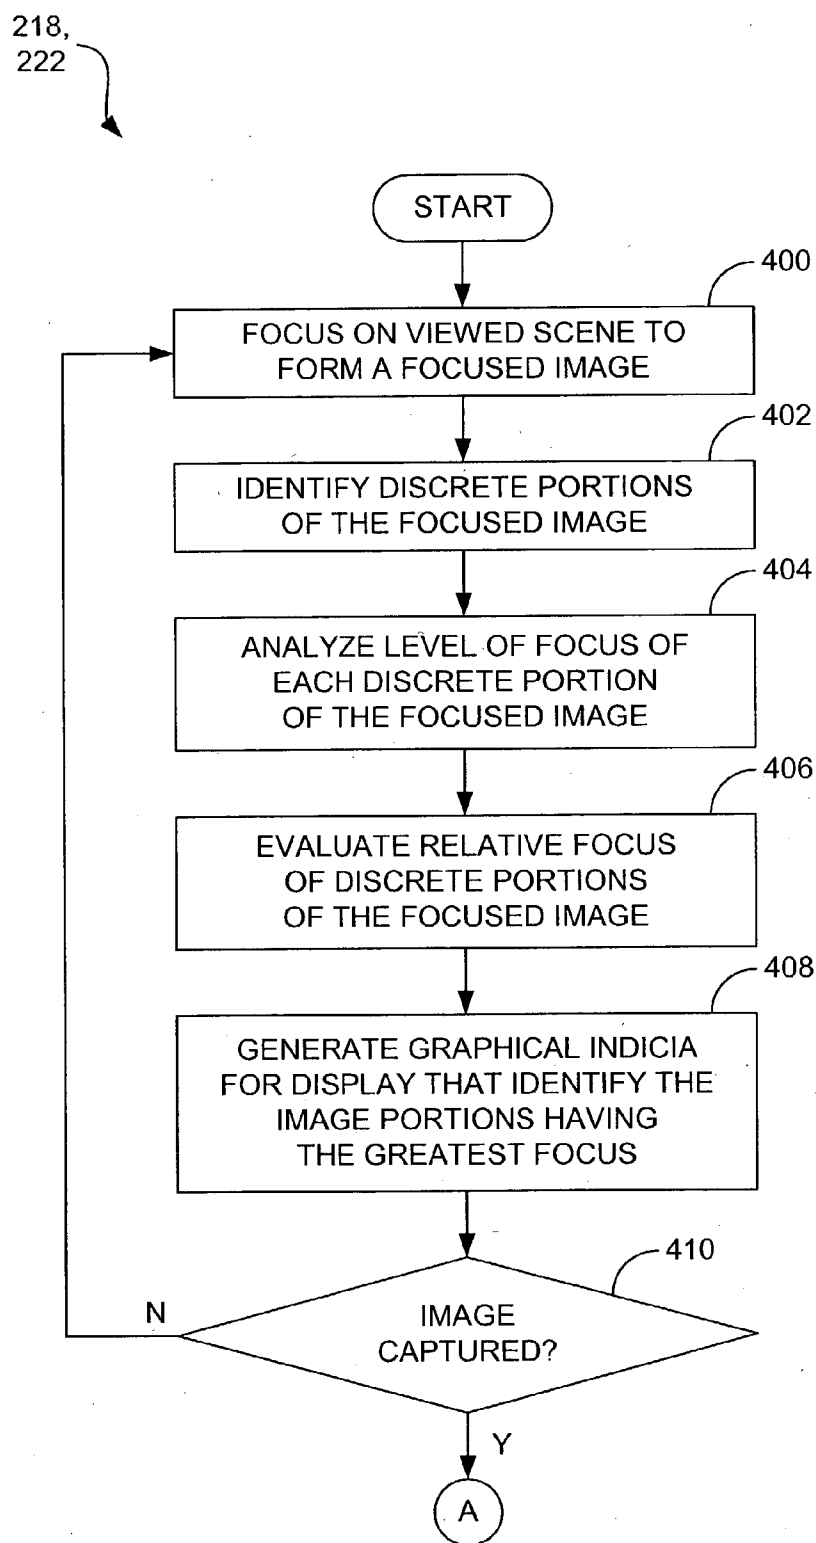 218,
222
START
400
FOCUS ON VIEWED SCENE TO
FORM A FOCUSED IMAGE
402
IDENTIFY DISCRETE PORTIONS
OF THE FOCUSED IMAGE
404
ANALYZE LEVEL OF FOCUS OF
EACH DISCRETE PORTION
OF THE FOCUSED IMAGE
406
EVALUATE RELATIVE FOCUS
OF DISCRETE PORTIONS
OF THE FOCUSED IMAGE
408
GENERATE GRAPHICAL INDICIA
FOR DISPLAY THAT IDENTIFY THE
IMAGE PORTIONS HAVING
THE GREATEST FOCUS
410
N
IMAGE
CAPTURED?
Y
A